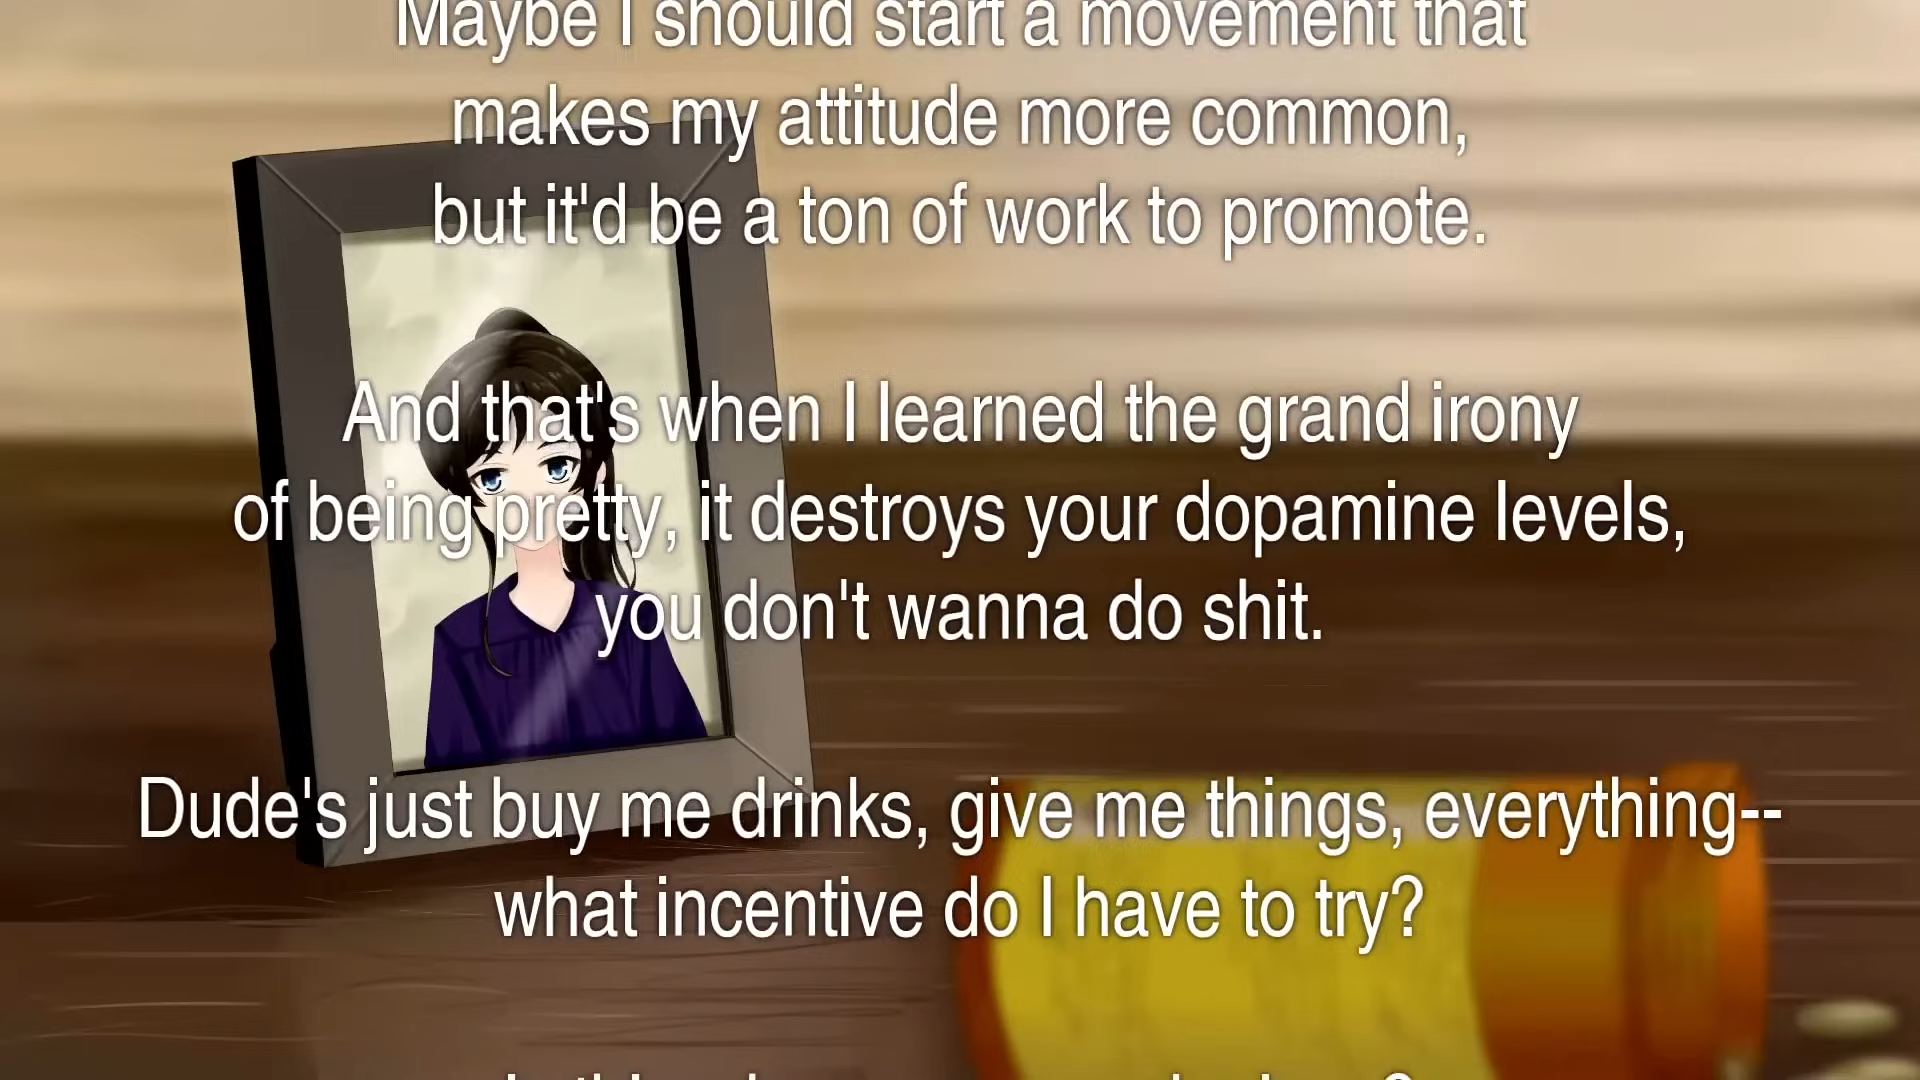 Maybe I should start a movement that
makes my attitude more common,
but it'd be a ton of work to promote.
And that's when I learned the grand irony
of being pretty, it destroys your dopamine levels,
you don't wanna do shit.
Dude's just buy me drinks, give me things, everything--
what incentive do I have to try?